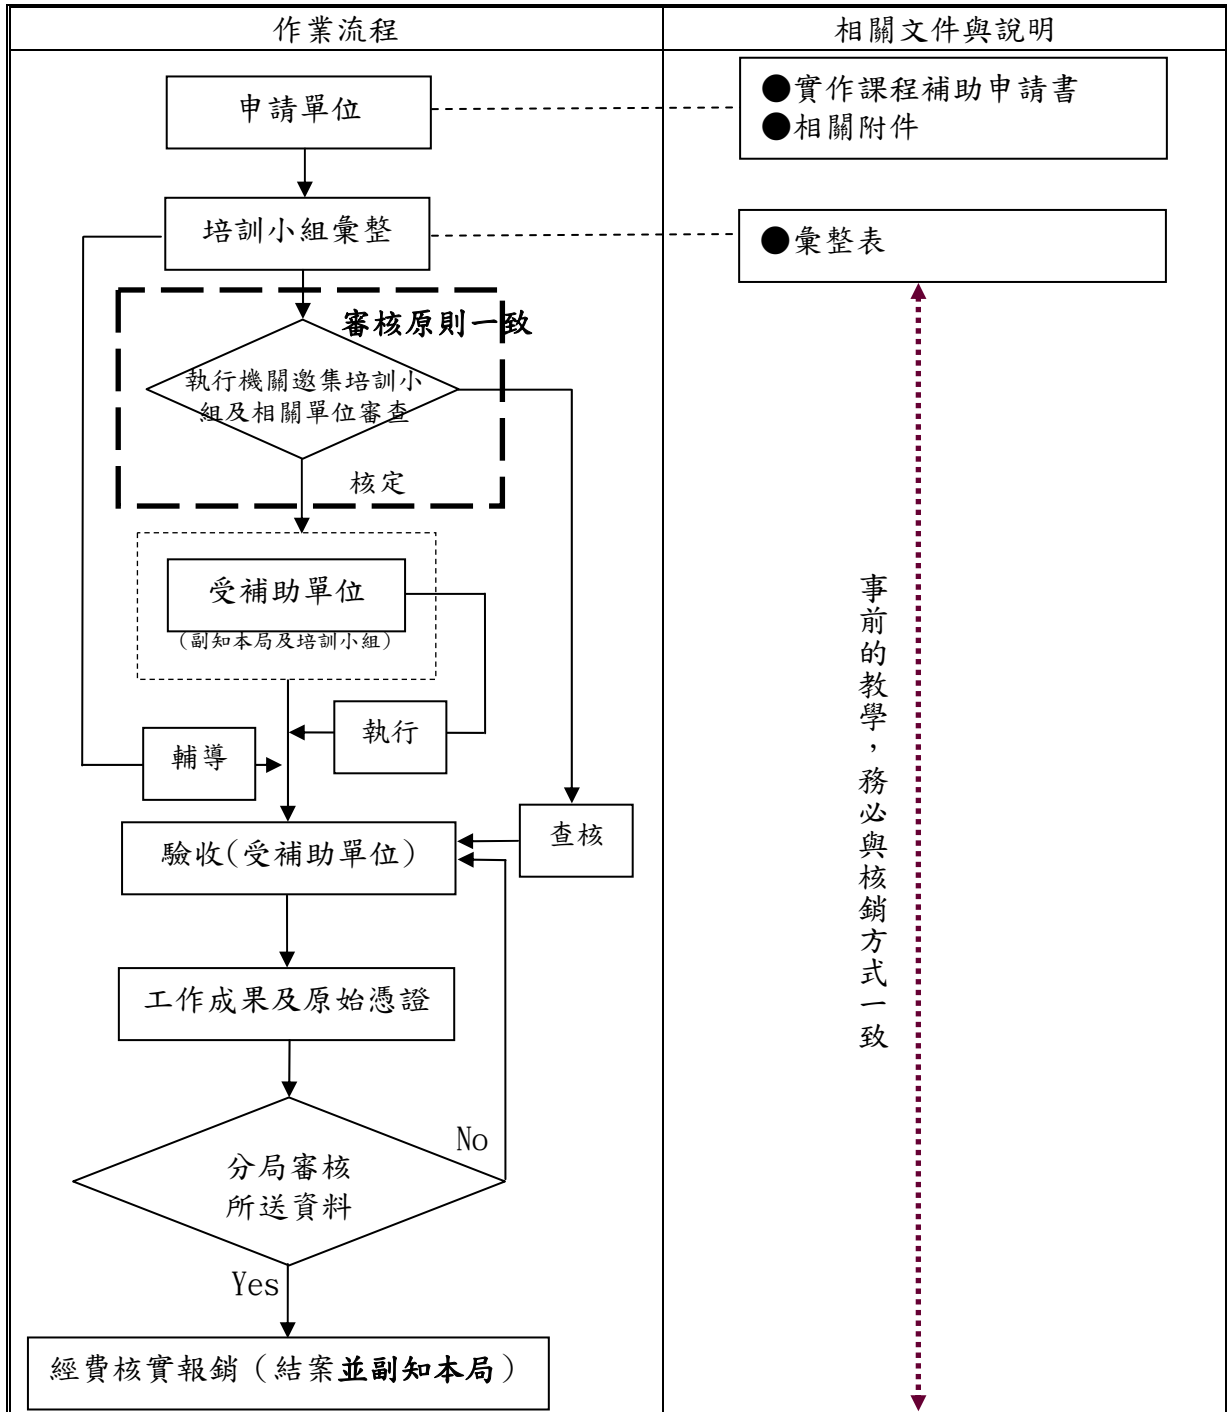 作業流程
相關文件與說明
申請單位
●實作課程補助申請書
●相關附件
培訓小組彙整
●彙整表
審核原則一致
執行機關邀集培訓小
組及相關單位審查
核定
受補助單位
（副知本局及培訓小組）
執行
輔導
查核
驗收(受補助單位)
工作成果及原始憑證
No
分局審核
所送資料
Yes
經費核實報銷（結案並副知本局）
事前的教學，務必與核銷方式一致